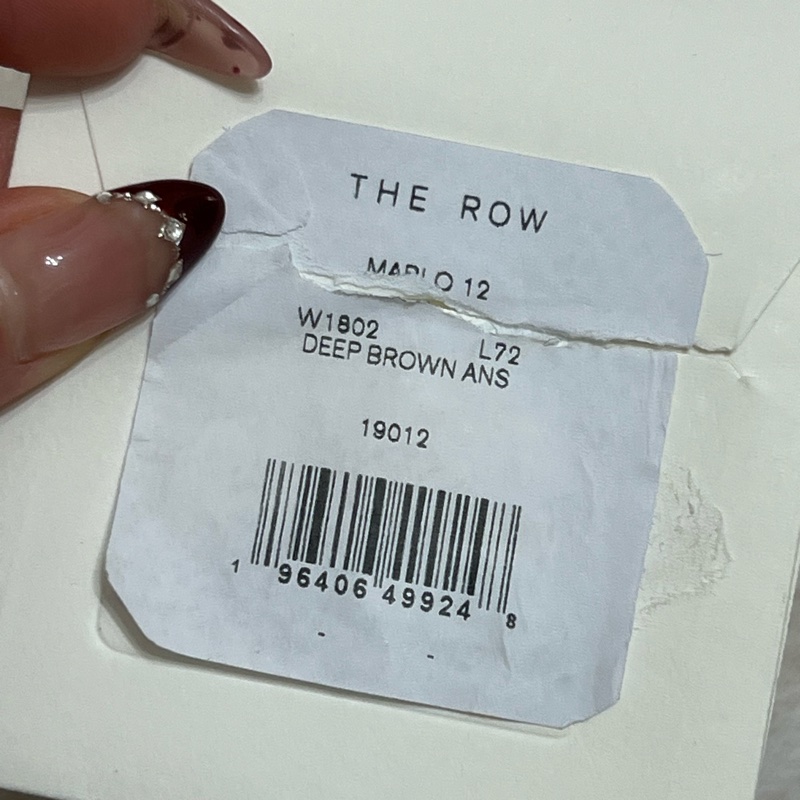 THE ROW
MARLO 12
W1802 L72
DEEP BROWN ANS
19012
1 96406 49924 8